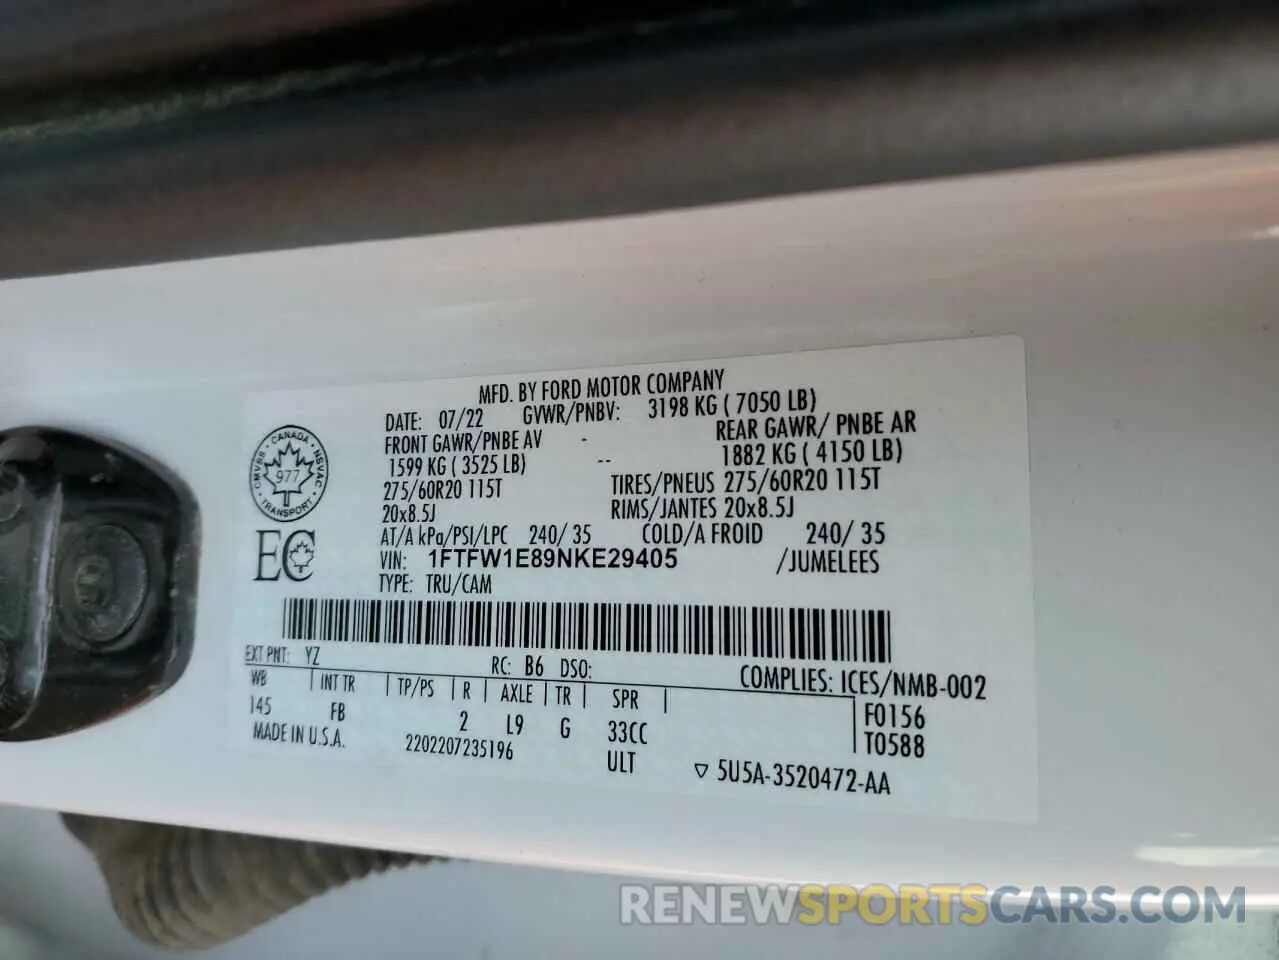 MFD. BY FORD MOTOR COMPANY
DATE: 07/22 GVWR/PNBV: 3198 KG ( 7050 LB)
FRONT GAWR/PNBE AV - REAR GAWR/ PNBE AR
1599 KG ( 3525 LB) -- 1882 KG ( 4150 LB)
275/60R20 115T TIRES/PNEUS 275/60R20 115T
20x8.5J RIMS/JANTES 20x8.5J
AT/A kPa/PSI/LPC 240/ 35 COLD/A FROID 240/ 35
VIN: 1FTFW1E89NKE29405 /JUMELEES
TYPE: TRU/CAM
CANADA
CMVSS NSVAC
977
TRANSPORT
EC
EXT PNT: YZ RC: B6 DSO: COMPLIES: ICES/NMB-002
WB INT TR TP/PS R AXLE TR SPR F0156
145 FB 2 L9 G 33CC T0588
MADE IN U.S.A. 2202207235196 ULT ▽ 5U5A-3520472-AA
RENEWSPORTSCARS.COM